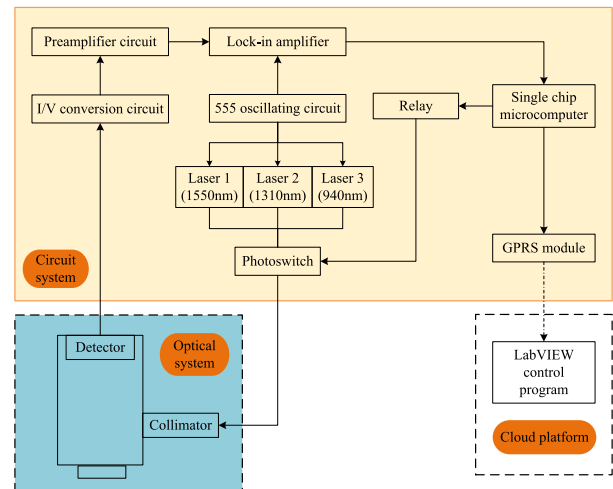 Preamplifier circuit
Lock-in amplifier
I/V conversion circuit
555 oscillating circuit
Relay
Single chip
microcomputer
Laser 1
(1550nm)
Laser 2
(1310nm)
Laser 3
(940nm)
Circuit
system
Photoswitch
GPRS module
Detector
Optical
system
LabVIEW
control
program
Collimator
Cloud platform